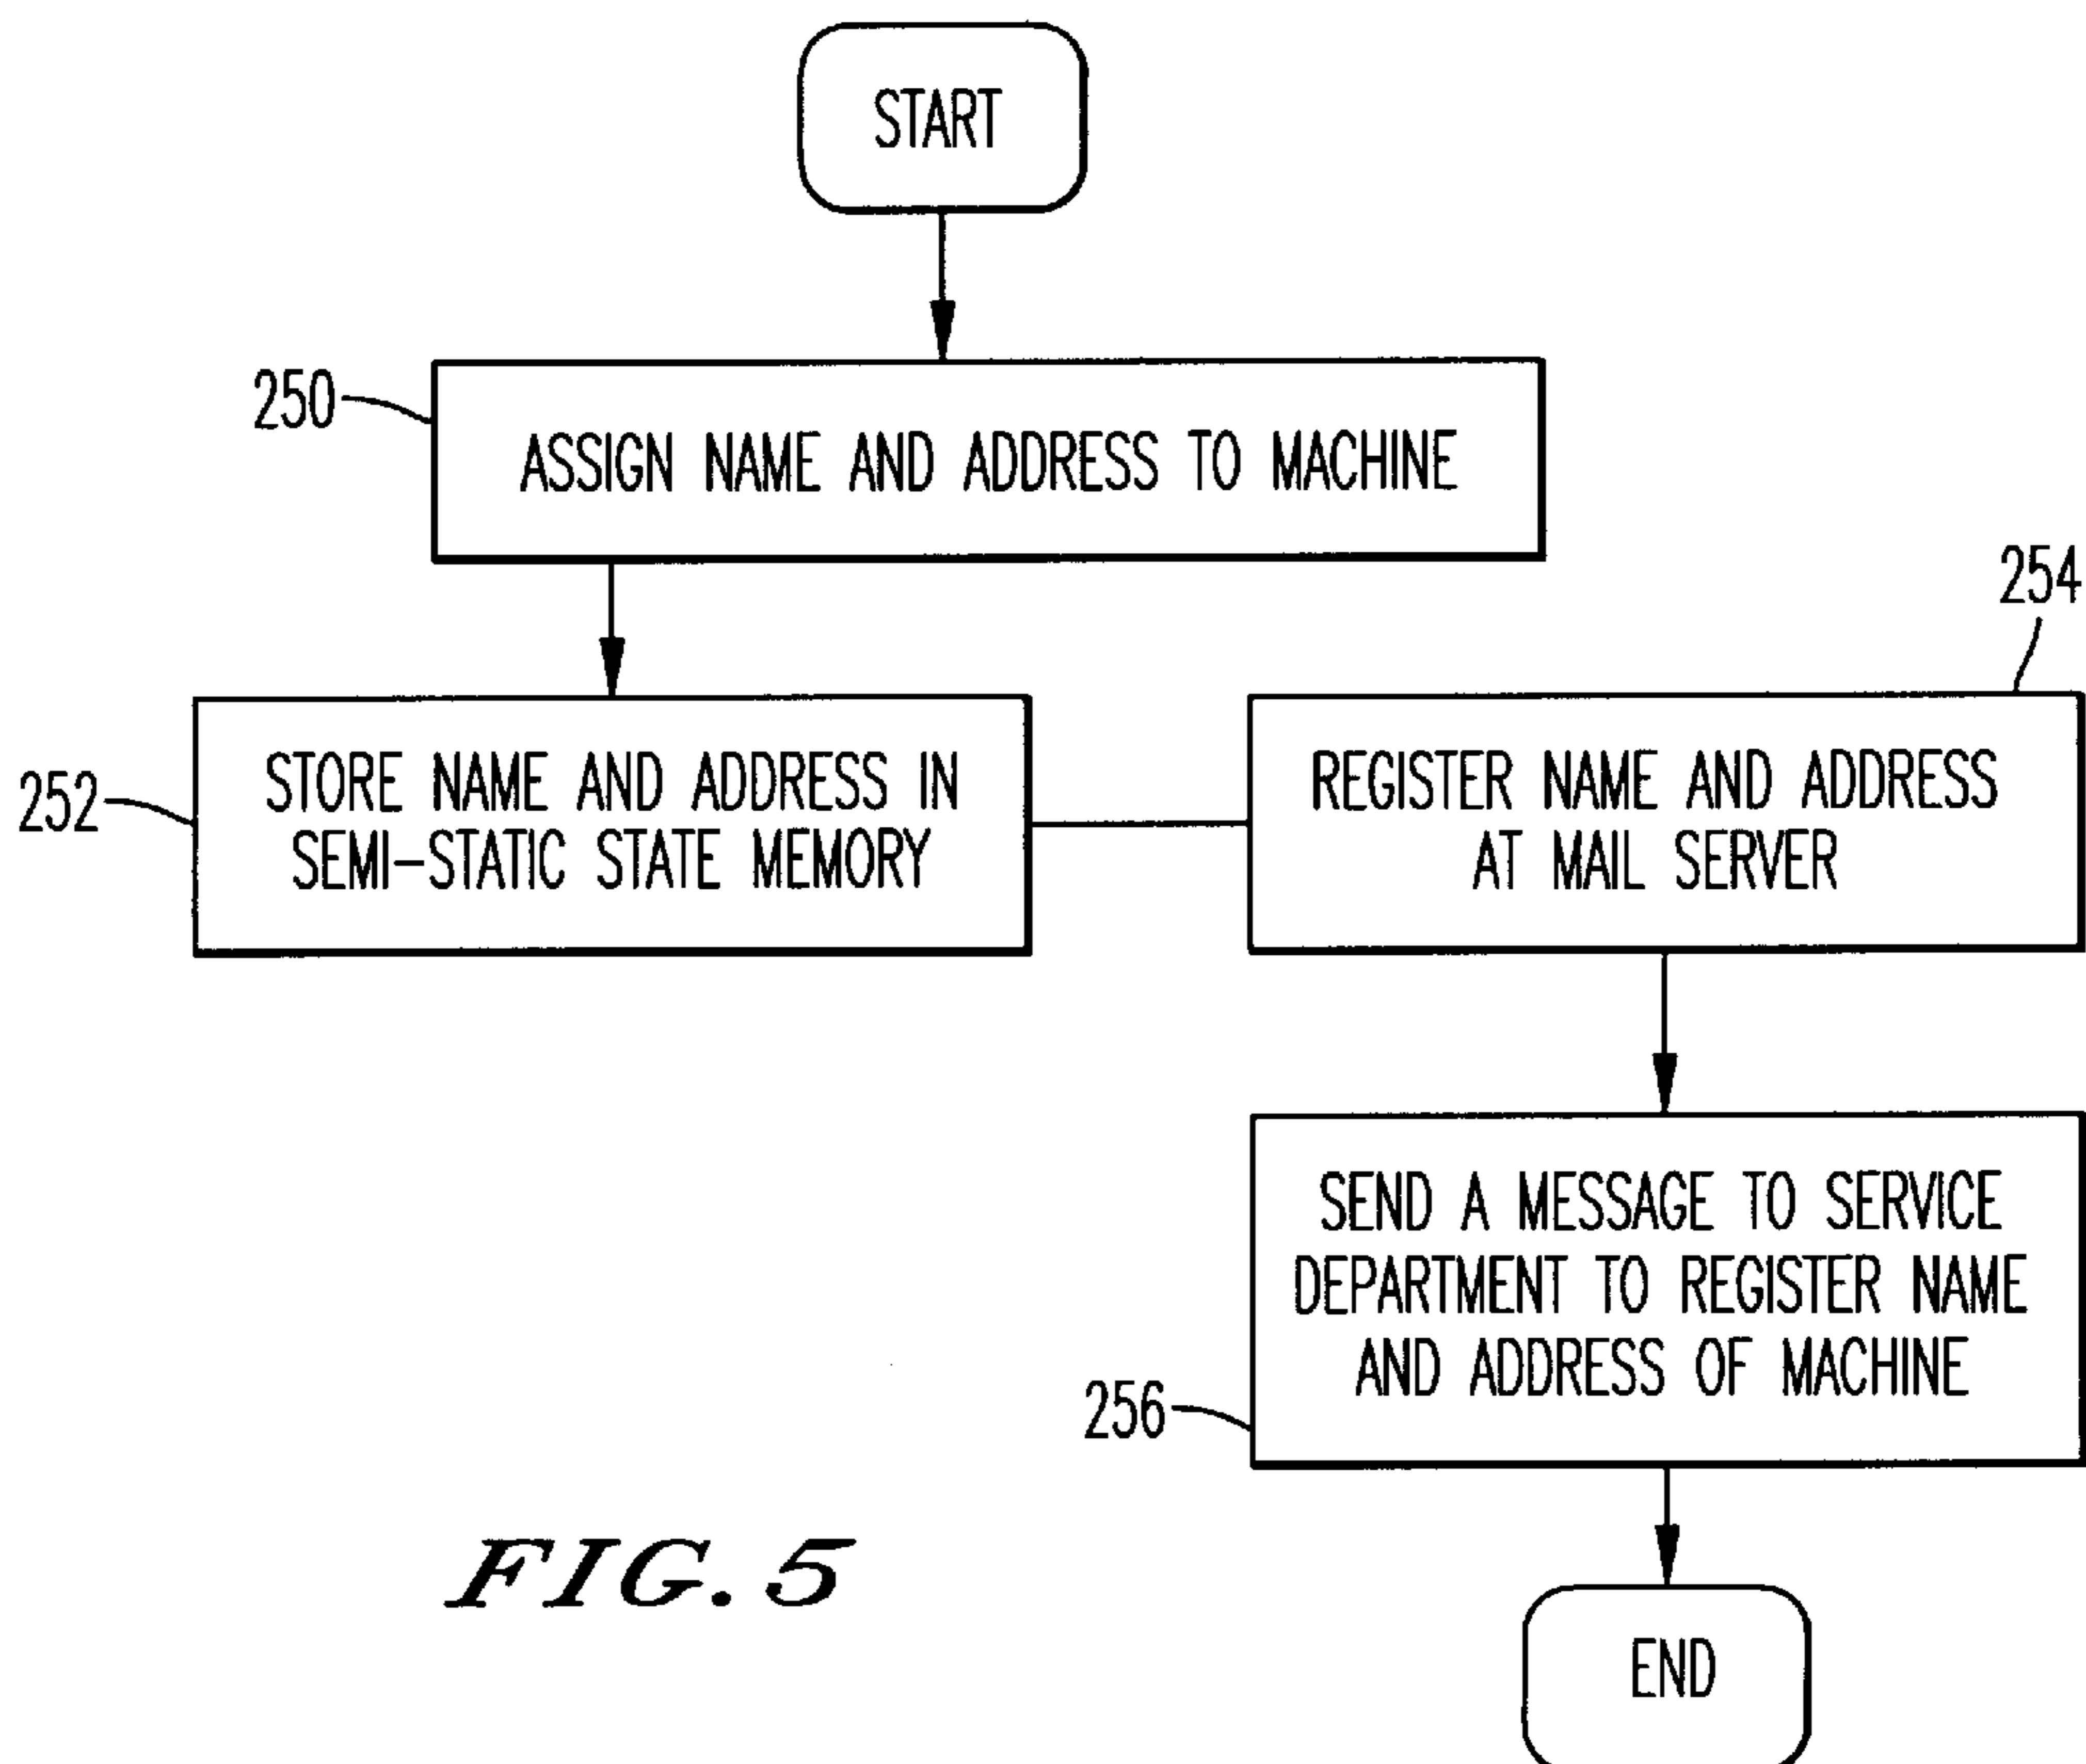 START
250
ASSIGN NAME AND ADDRESS TO MACHINE
254
252
STORE NAME AND ADDRESS IN
SEMI-STATIC STATE MEMORY
REGISTER NAME AND ADDRESS
AT MAIL SERVER
SEND A MESSAGE TO SERVICE
DEPARTMENT TO REGISTER NAME
AND ADDRESS OF MACHINE
256
FIG. 5
END